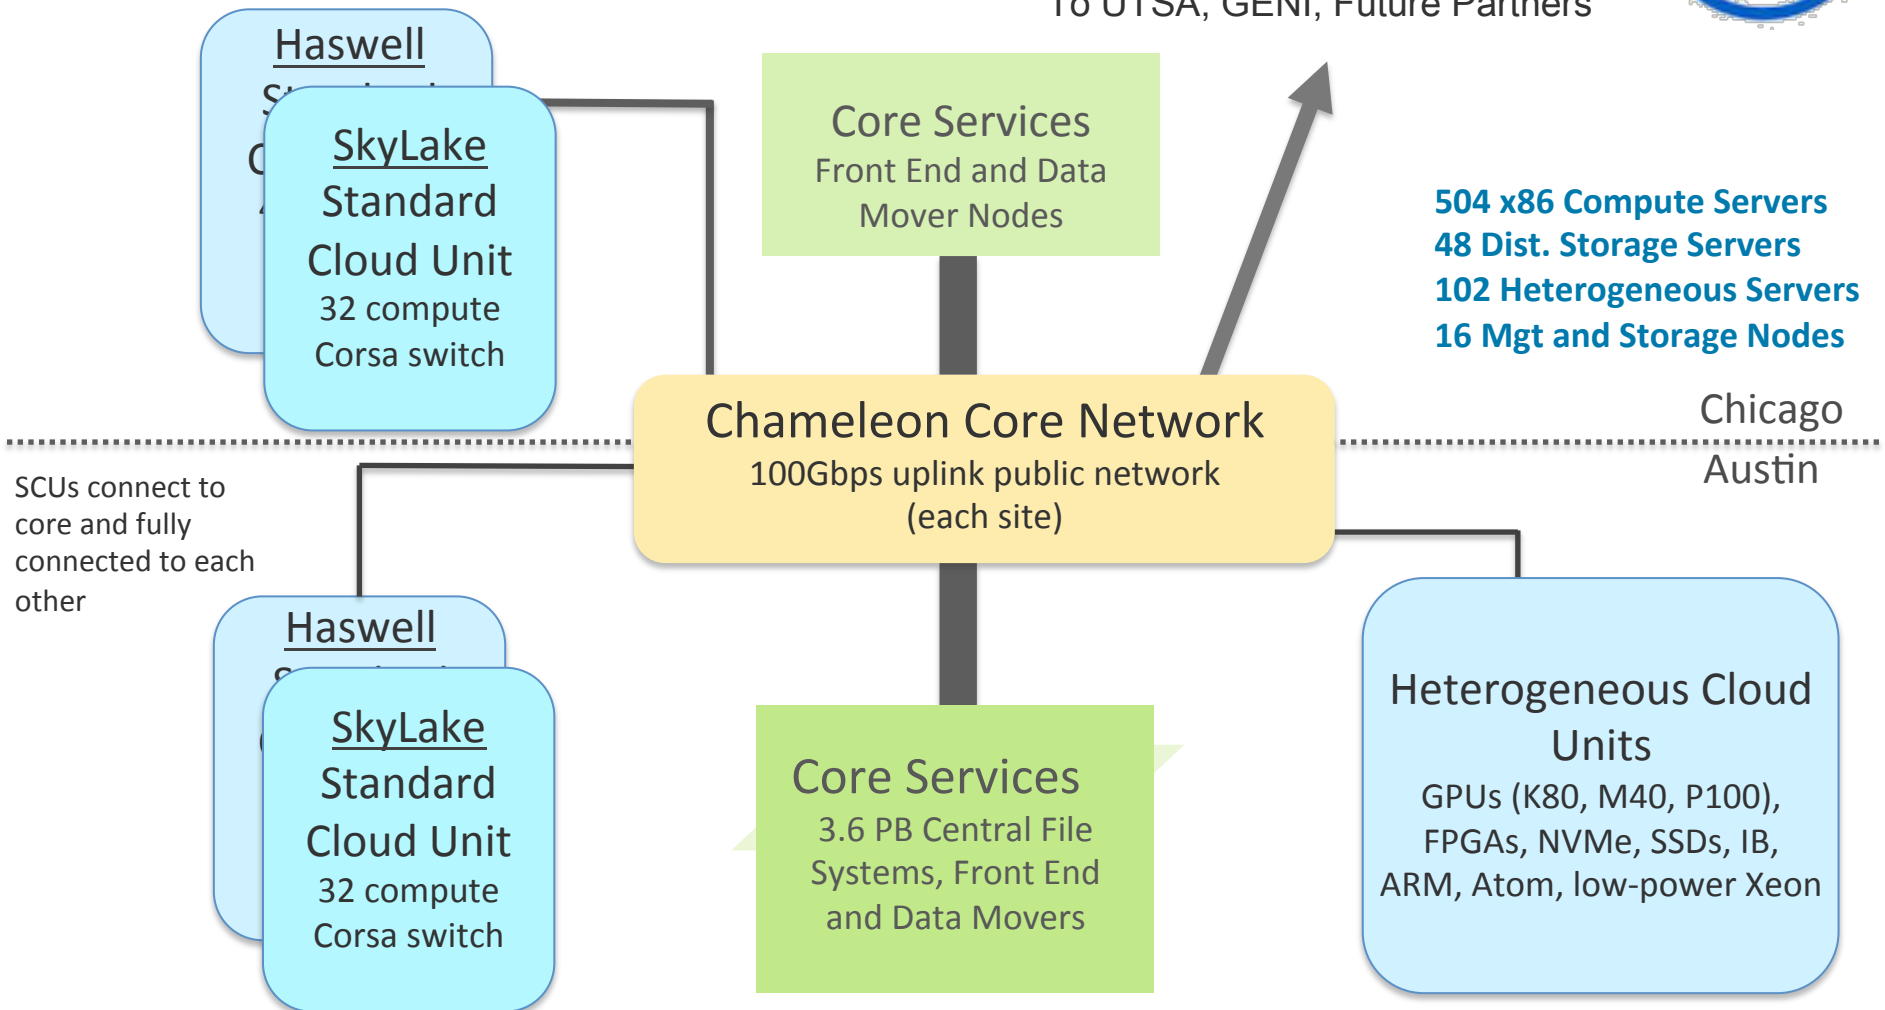 To UTSA, GENI, Future Partners
Haswell
SkyLake
Standard
Cloud Unit
32 compute
Corsa switch
Core Services
Front End and Data
Mover Nodes
504 x86 Compute Servers
48 Dist. Storage Servers
102 Heterogeneous Servers
16 Mgt and Storage Nodes
Chameleon Core Network
100Gbps uplink public network
(each site)
Chicago
Austin
SCUs connect to
core and fully
connected to each
other
Haswell
SkyLake
Standard
Cloud Unit
32 compute
Corsa switch
Core Services
3.6 PB Central File
Systems, Front End
and Data Movers
Heterogeneous Cloud
Units
GPUs (K80, M40, P100),
FPGAs, NVMe, SSDs, IB,
ARM, Atom, low-power Xeon